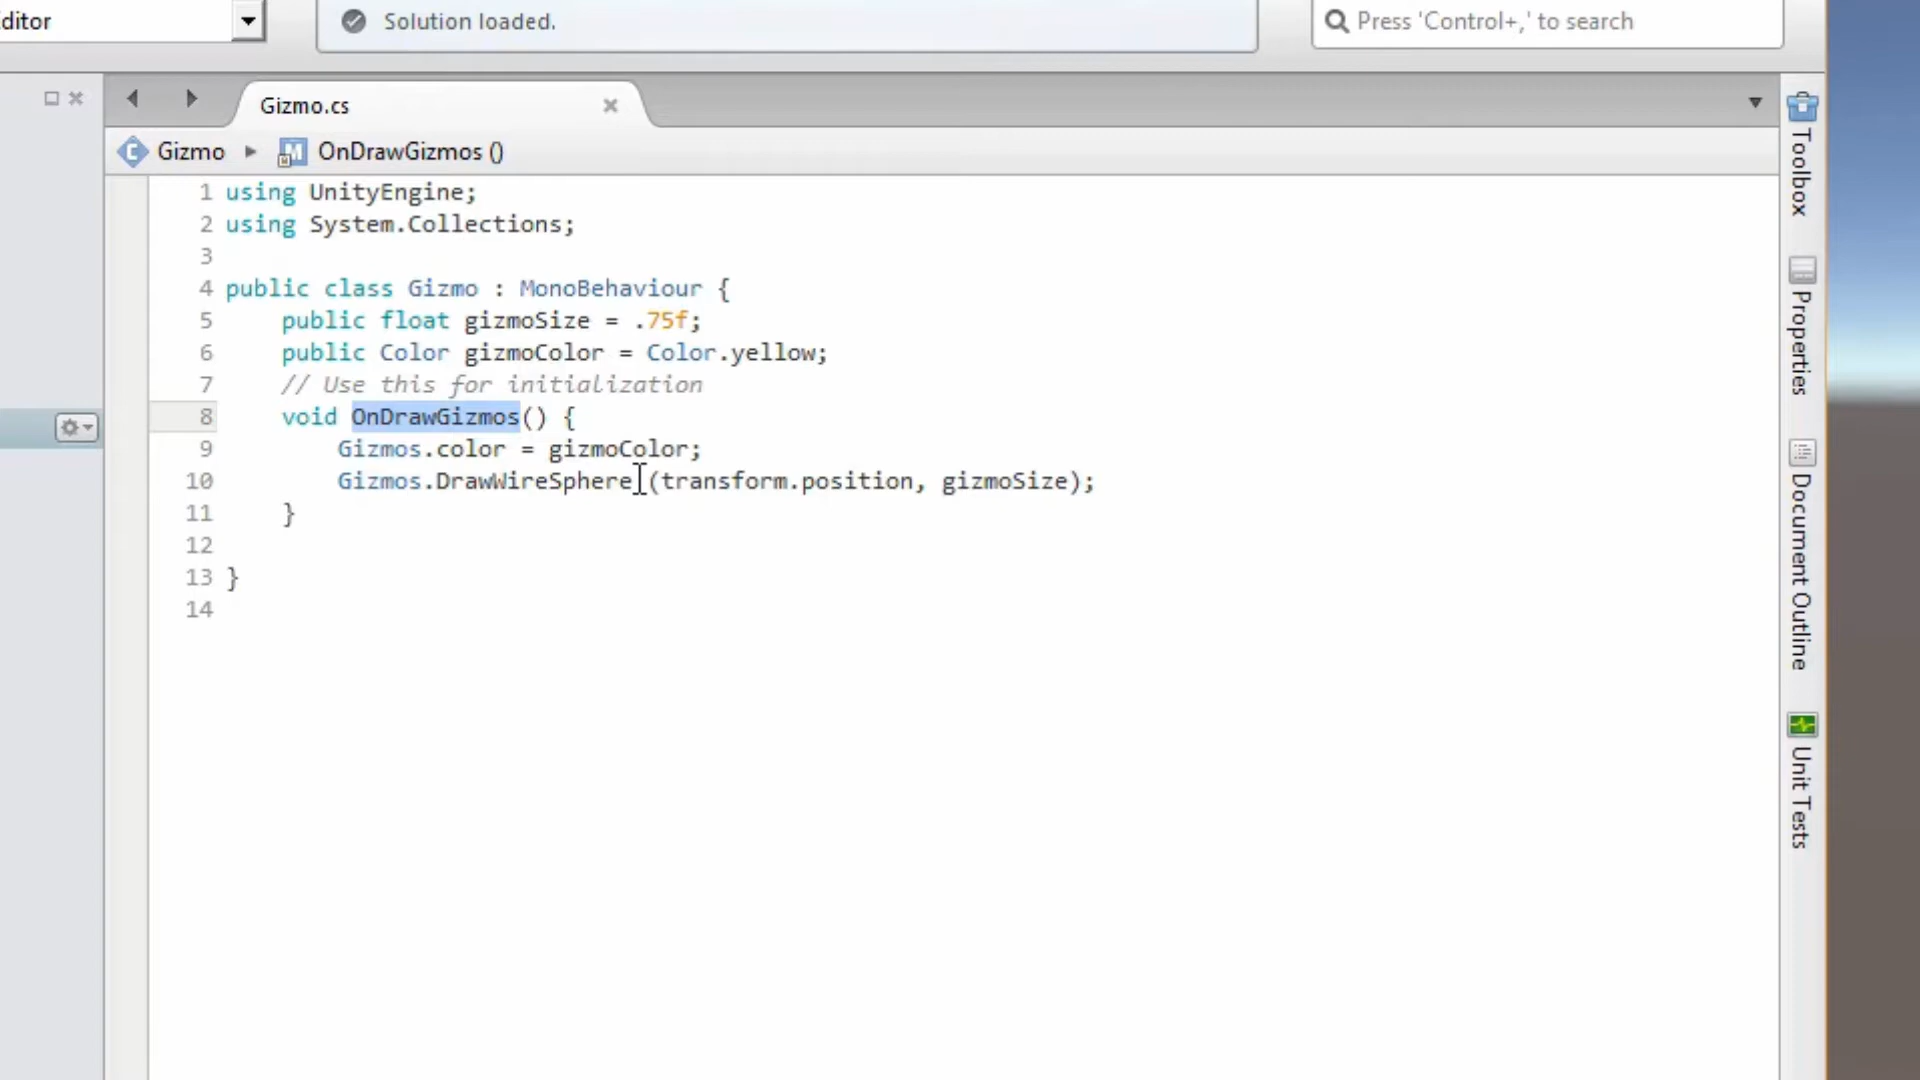 ditor
Solution loaded.
Press 'Control+,' to search
Gizmo.cs
Gizmo ▸ OnDrawGizmos ()
1 using UnityEngine;
2 using System.Collections;
3
4 public class Gizmo : MonoBehaviour {
5 public float gizmoSize = .75f;
6 public Color gizmoColor = Color.yellow;
7 // Use this for initialization
8 void OnDrawGizmos() {
9 Gizmos.color = gizmoColor;
10 Gizmos.DrawWireSphere (transform.position, gizmoSize);
11 }
12
13 }
14
Toolbox
Properties
Document Outline
Unit Tests